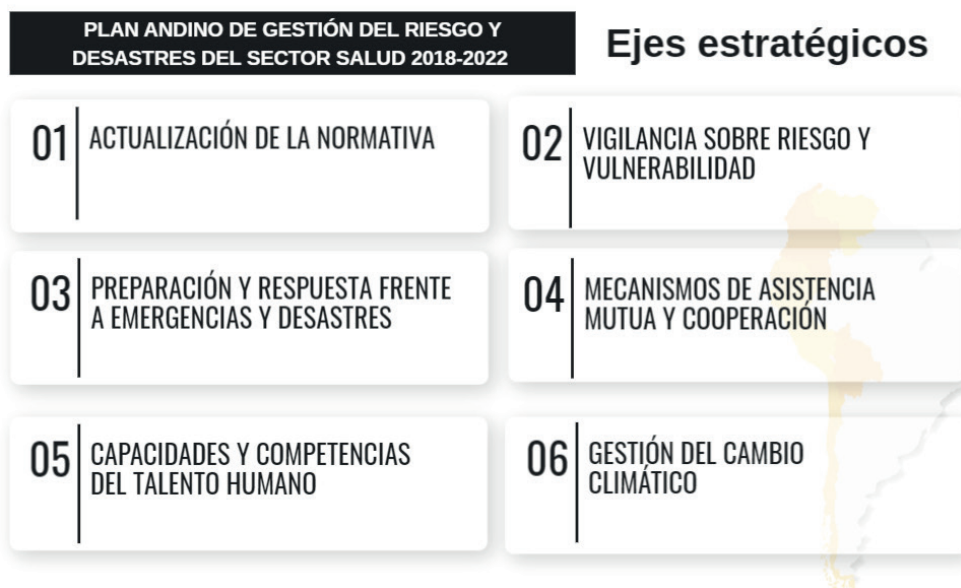 PLAN ANDINO DE GESTIÓN DEL RIESGO Y
DESASTRES DEL SECTOR SALUD 2018-2022
Ejes estratégicos
01
ACTUALIZACIÓN DE LA NORMATIVA
02
VIGILANCIA SOBRE RIESGO Y
VULNERABILIDAD
03
PREPARACIÓN Y RESPUESTA FRENTE
A EMERGENCIAS Y DESASTRES
04
MECANISMOS DE ASISTENCIA
MUTUA Y COOPERACIÓN
05
CAPACIDADES Y COMPETENCIAS
DEL TALENTO HUMANO
06
GESTIÓN DEL CAMBIO
CLIMÁTICO